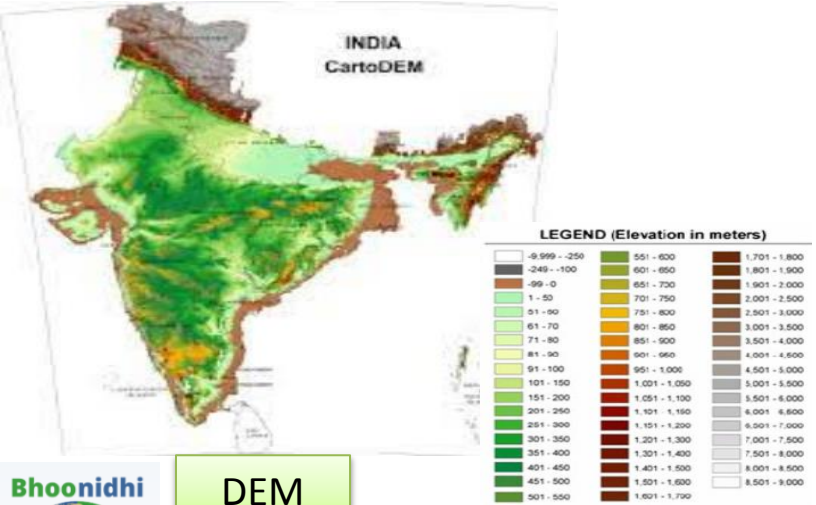 INDIA
CartoDEM
LEGEND (Elevation in meters)
-9,999 - -250
-249 - -100
-99 - 0
1 - 50
51 - 60
61 - 70
71 - 80
81 - 90
91 - 100
101 - 150
151 - 200
201 - 250
251 - 300
301 - 350
351 - 400
401 - 450
451 - 500
501 - 550
551 - 600
601 - 650
651 - 700
701 - 750
751 - 800
801 - 850
851 - 900
901 - 950
951 - 1,000
1,001 - 1,050
1,051 - 1,100
1,101 - 1,150
1,151 - 1,200
1,201 - 1,300
1,301 - 1,400
1,401 - 1,500
1,501 - 1,600
1,601 - 1,700
1,701 - 1,800
1,801 - 1,900
1,901 - 2,000
2,001 - 2,500
2,501 - 3,000
3,001 - 3,500
3,501 - 4,000
4,001 - 4,500
4,501 - 5,000
5,001 - 5,500
5,501 - 6,000
6,001 - 6,500
6,501 - 7,000
7,001 - 7,500
7,501 - 8,000
8,001 - 8,500
8,501 - 9,000
Bhoonidhi
DEM